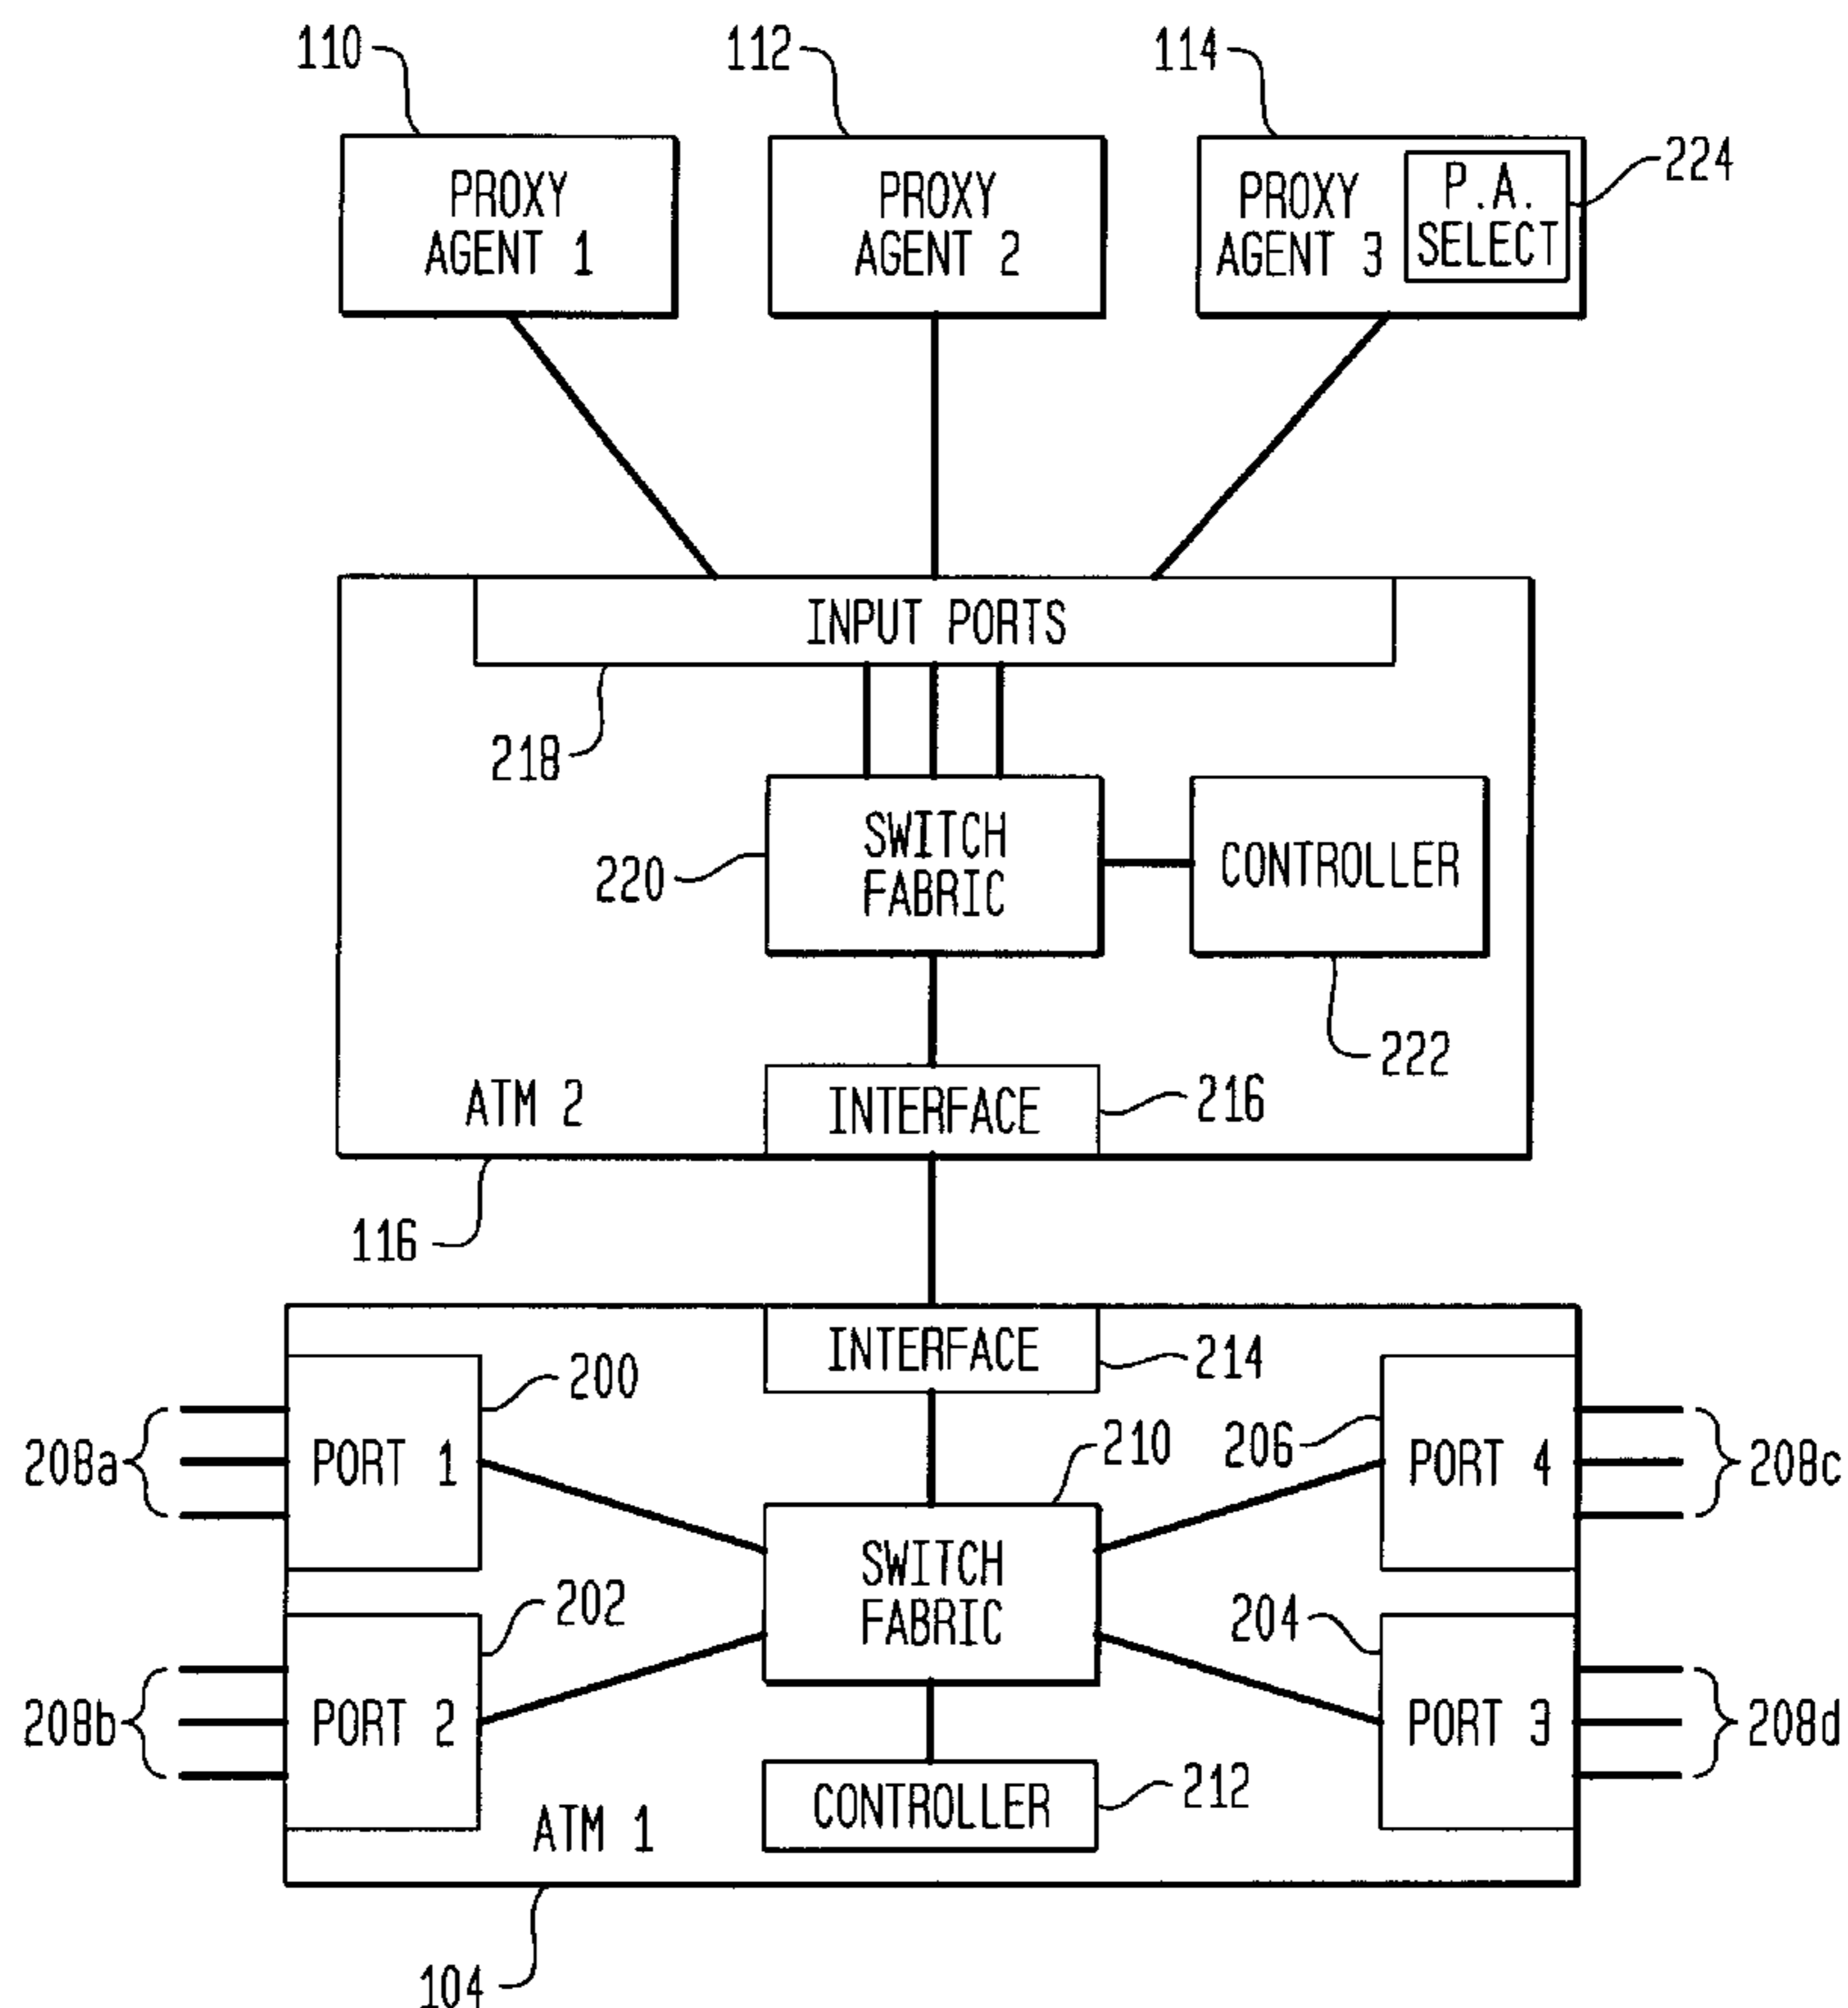 110
112
114
224
PROXY
AGENT 1
PROXY
AGENT 2
PROXY
AGENT 3
P.A.
SELECT
INPUT PORTS
218
SWITCH
FABRIC
220
CONTROLLER
222
ATM 2
INTERFACE
216
116
INTERFACE
214
200
210
206
208a
PORT 1
PORT 4
208c
SWITCH
FABRIC
202
204
208b
PORT 2
PORT 3
208d
CONTROLLER
212
ATM 1
104